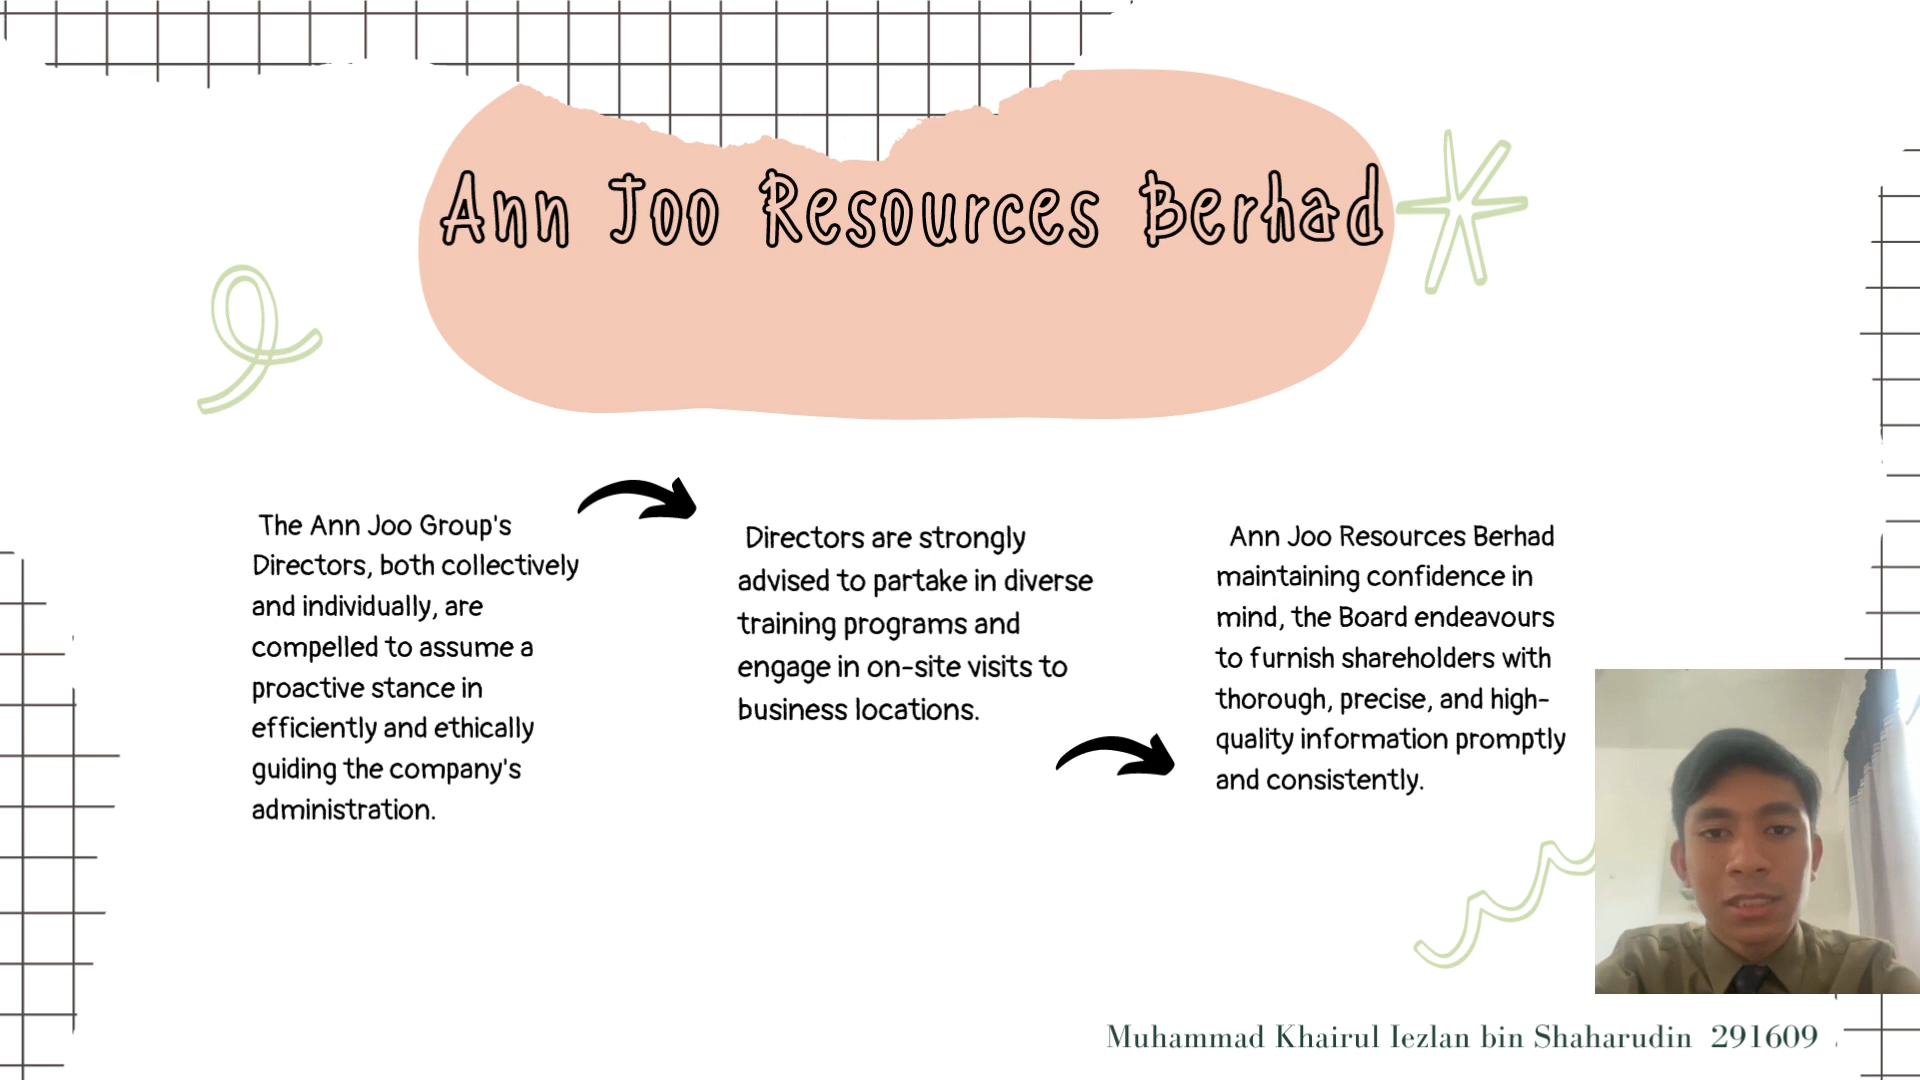 Ann Joo Resources Berhad
The Ann Joo Group's
Directors, both collectively
and individually, are
compelled to assume a
proactive stance in
efficiently and ethically
guiding the company's
administration.
Directors are strongly
advised to partake in diverse
training programs and
engage in on-site visits to
business locations.
Ann Joo Resources Berhad
maintaining confidence in
mind, the Board endeavours
to furnish shareholders with
thorough, precise, and high-
quality information promptly
and consistently.
Muhammad Khairul Iezlan bin Shaharudin 291609